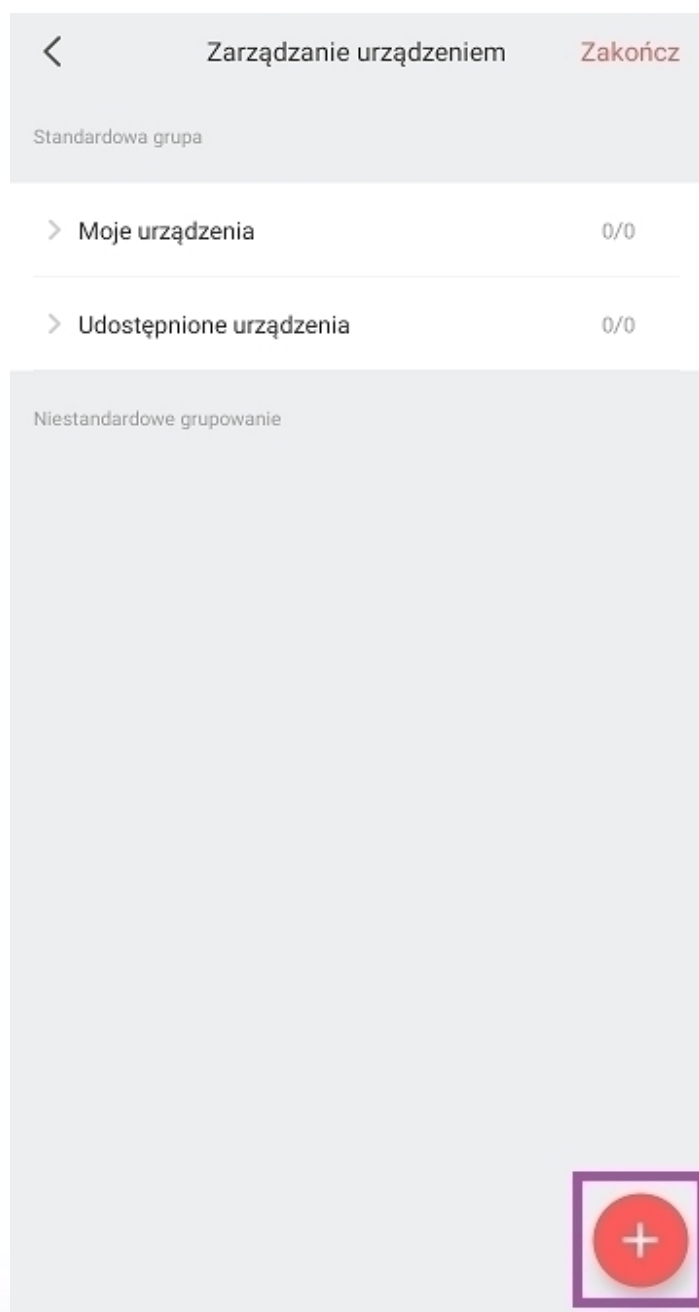 Zarządzanie urządzeniem Zakończ
Standardowa grupa
Moje urządzenia 0/0
Udostępnione urządzenia 0/0
Niestandardowe grupowanie